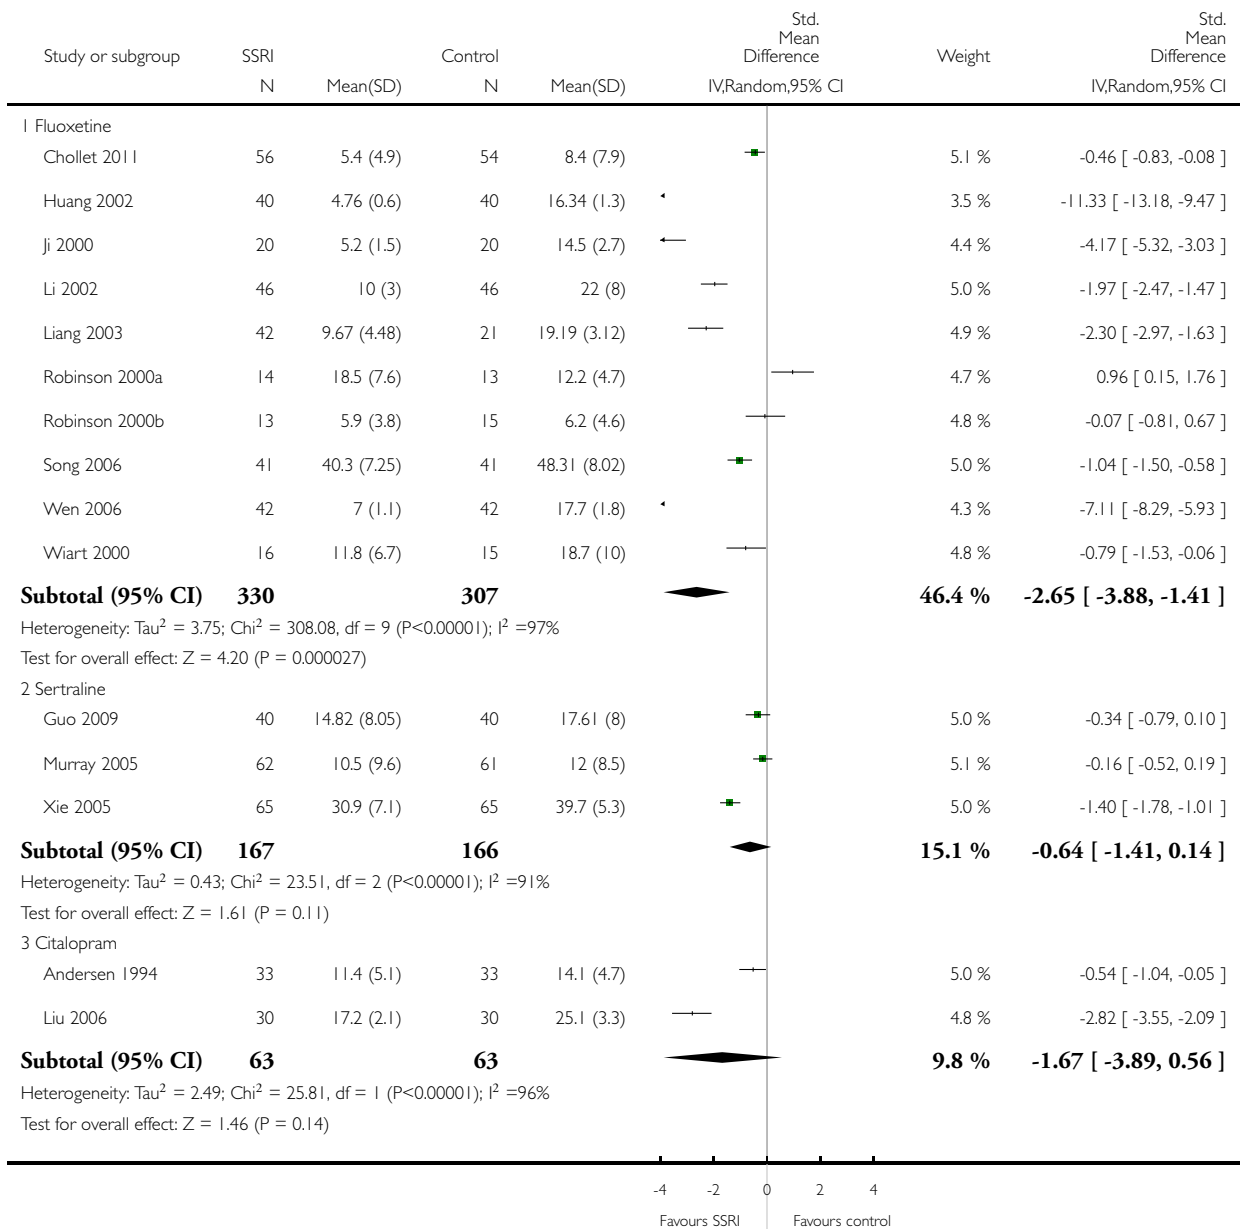 Std. Mean Difference Std. Mean Difference
Study or subgroup SSRI Control Weight
N Mean(SD) N Mean(SD) IV,Random,95% CI IV,Random,95% CI
1 Fluoxetine
Chollet 2011 56 5.4 (4.9) 54 8.4 (7.9) 5.1 % -0.46 [ -0.83, -0.08 ]
Huang 2002 40 4.76 (0.6) 40 16.34 (1.3) 3.5 % -11.33 [ -13.18, -9.47 ]
Ji 2000 20 5.2 (1.5) 20 14.5 (2.7) 4.4 % -4.17 [ -5.32, -3.03 ]
Li 2002 46 10 (3) 46 22 (8) 5.0 % -1.97 [ -2.47, -1.47 ]
Liang 2003 42 9.67 (4.48) 21 19.19 (3.12) 4.9 % -2.30 [ -2.97, -1.63 ]
Robinson 2000a 14 18.5 (7.6) 13 12.2 (4.7) 4.7 % 0.96 [ 0.15, 1.76 ]
Robinson 2000b 13 5.9 (3.8) 15 6.2 (4.6) 4.8 % -0.07 [ -0.81, 0.67 ]
Song 2006 41 40.3 (7.25) 41 48.31 (8.02) 5.0 % -1.04 [ -1.50, -0.58 ]
Wen 2006 42 7 (1.1) 42 17.7 (1.8) 4.3 % -7.11 [ -8.29, -5.93 ]
Wiart 2000 16 11.8 (6.7) 15 18.7 (10) 4.8 % -0.79 [ -1.53, -0.06 ]
Subtotal (95% CI) 330 307 46.4 % -2.65 [ -3.88, -1.41 ]
Heterogeneity: Tau² = 3.75; Chi² = 308.08, df = 9 (P<0.00001); I² =97%
Test for overall effect: Z = 4.20 (P = 0.000027)
2 Sertraline
Guo 2009 40 14.82 (8.05) 40 17.61 (8) 5.0 % -0.34 [ -0.79, 0.10 ]
Murray 2005 62 10.5 (9.6) 61 12 (8.5) 5.1 % -0.16 [ -0.52, 0.19 ]
Xie 2005 65 30.9 (7.1) 65 39.7 (5.3) 5.0 % -1.40 [ -1.78, -1.01 ]
Subtotal (95% CI) 167 166 15.1 % -0.64 [ -1.41, 0.14 ]
Heterogeneity: Tau² = 0.43; Chi² = 23.51, df = 2 (P<0.00001); I² =91%
Test for overall effect: Z = 1.61 (P = 0.11)
3 Citalopram
Andersen 1994 33 11.4 (5.1) 33 14.1 (4.7) 5.0 % -0.54 [ -1.04, -0.05 ]
Liu 2006 30 17.2 (2.1) 30 25.1 (3.3) 4.8 % -2.82 [ -3.55, -2.09 ]
Subtotal (95% CI) 63 63 9.8 % -1.67 [ -3.89, 0.56 ]
Heterogeneity: Tau² = 2.49; Chi² = 25.81, df = 1 (P<0.00001); I² =96%
Test for overall effect: Z = 1.46 (P = 0.14)
-4 -2 0 2 4
Favours SSRI Favours control